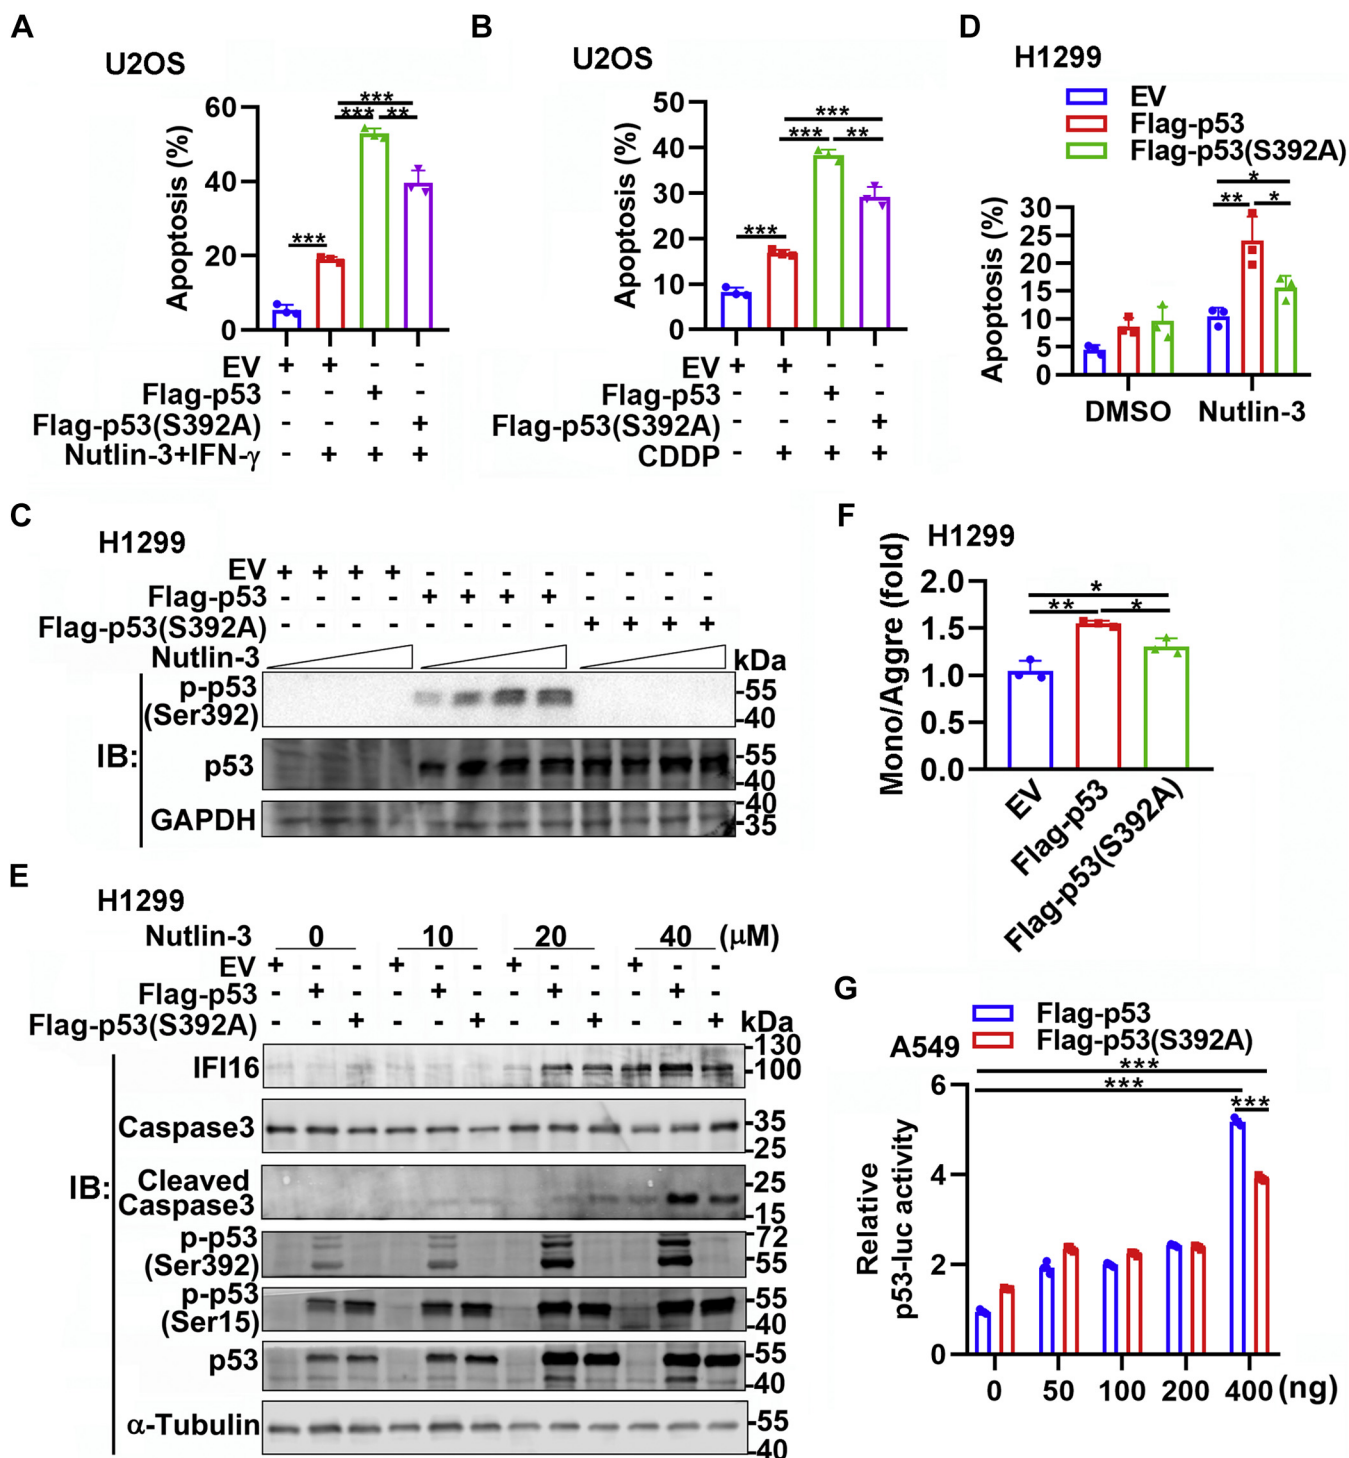 A
U2OS
Apoptosis (%)
60
40
20
0
***
***
***
**
EV + + - -
Flag-p53 - - + -
Flag-p53(S392A) - - - +
Nutlin-3+IFN-γ - + + +
B
U2OS
Apoptosis (%)
50
40
30
20
10
0
***
***
***
**
EV + + - -
Flag-p53 - - + -
Flag-p53(S392A) - - - +
CDDP - + + +
D
H1299
EV
Flag-p53
Flag-p53(S392A)
Apoptosis (%)
30
25
20
15
10
5
0
*
** *
DMSO Nutlin-3
C
H1299
EV + + + + - - - - - - - -
Flag-p53 - - - - + + + + - - - -
Flag-p53(S392A) - - - - - - - - + + + +
Nutlin-3 kDa
IB:
p-p53
(Ser392)
-55
-40
p53
-55
-40
GAPDH
-40
-35
F
H1299
Mono/Aggre (fold)
2.0
1.5
1.0
0.5
0.0
*
** *
EV
Flag-p53
Flag-p53(S392A)
E
H1299
Nutlin-3 0 10 20 40 (μM)
EV + - - + - - + - - + - -
Flag-p53 - + - - + - - + - - + -
Flag-p53(S392A) - - + - - + - - + - - + kDa
IB:
IFI16
-130
-100
Caspase3
-35
-25
Cleaved
Caspase3
-25
-15
p-p53
(Ser392)
-72
-55
p-p53
(Ser15)
-55
-40
p53
-55
-40
α-Tubulin
-55
-40
G
A549
Flag-p53
Flag-p53(S392A)
Relative
p53-luc activity
6
4
2
0
***
***
***
0 50 100 200 400 (ng)